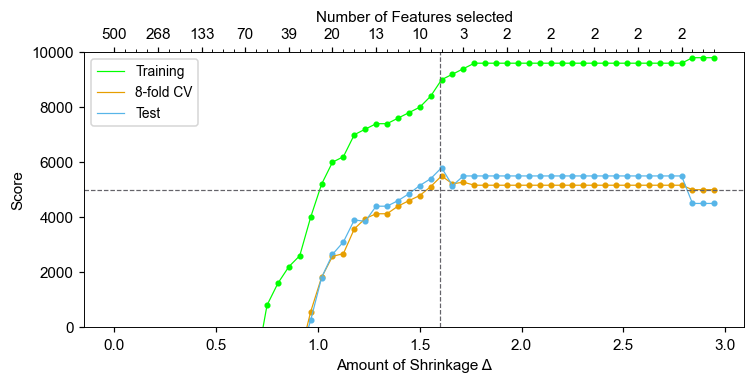 Number of Features selected
500 268 133 70 39 20 13 10 3 2 2 2 2 2
10000
8000
6000
4000
2000
0
Score
Training
8-fold CV
Test
0.0 0.5 1.0 1.5 2.0 2.5 3.0
Amount of Shrinkage Δ